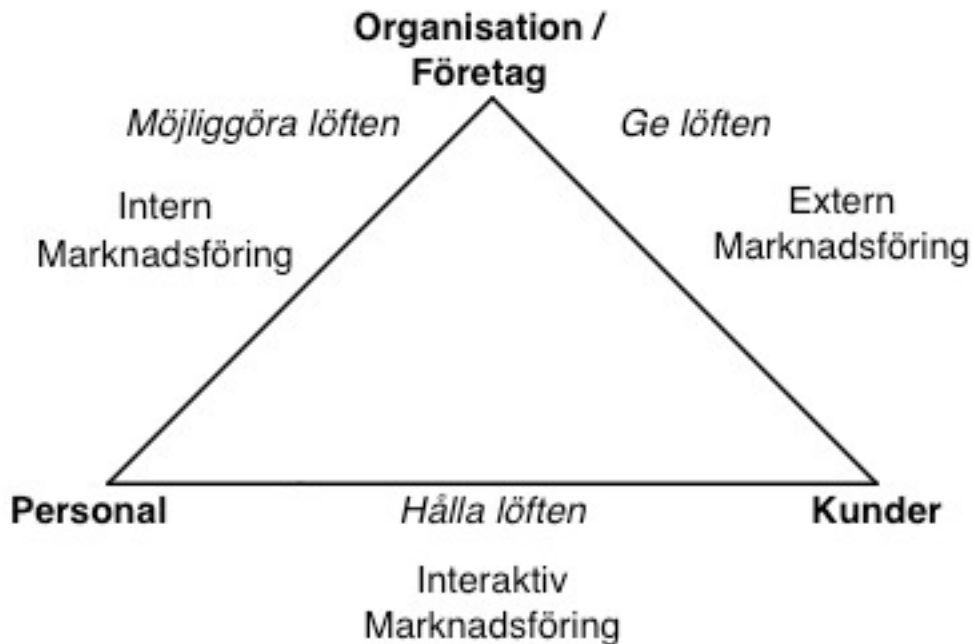 Organisation /
Företag
Möjliggöra löften
Ge löften
Intern
Marknadsföring
Extern
Marknadsföring
Personal
Hålla löften
Kunder
Interaktiv
Marknadsföring